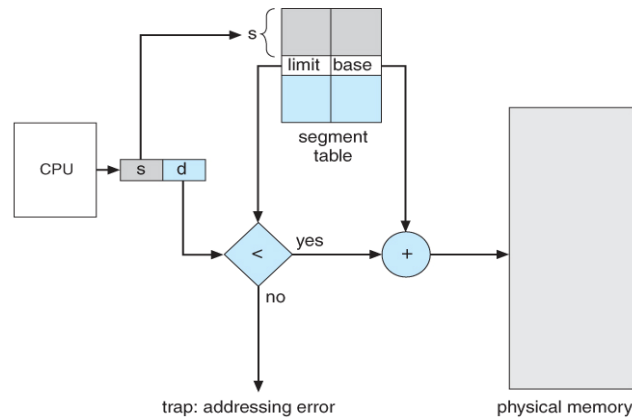 s
limit base
segment
table
CPU
s d
<
yes
+
no
trap: addressing error
physical memory